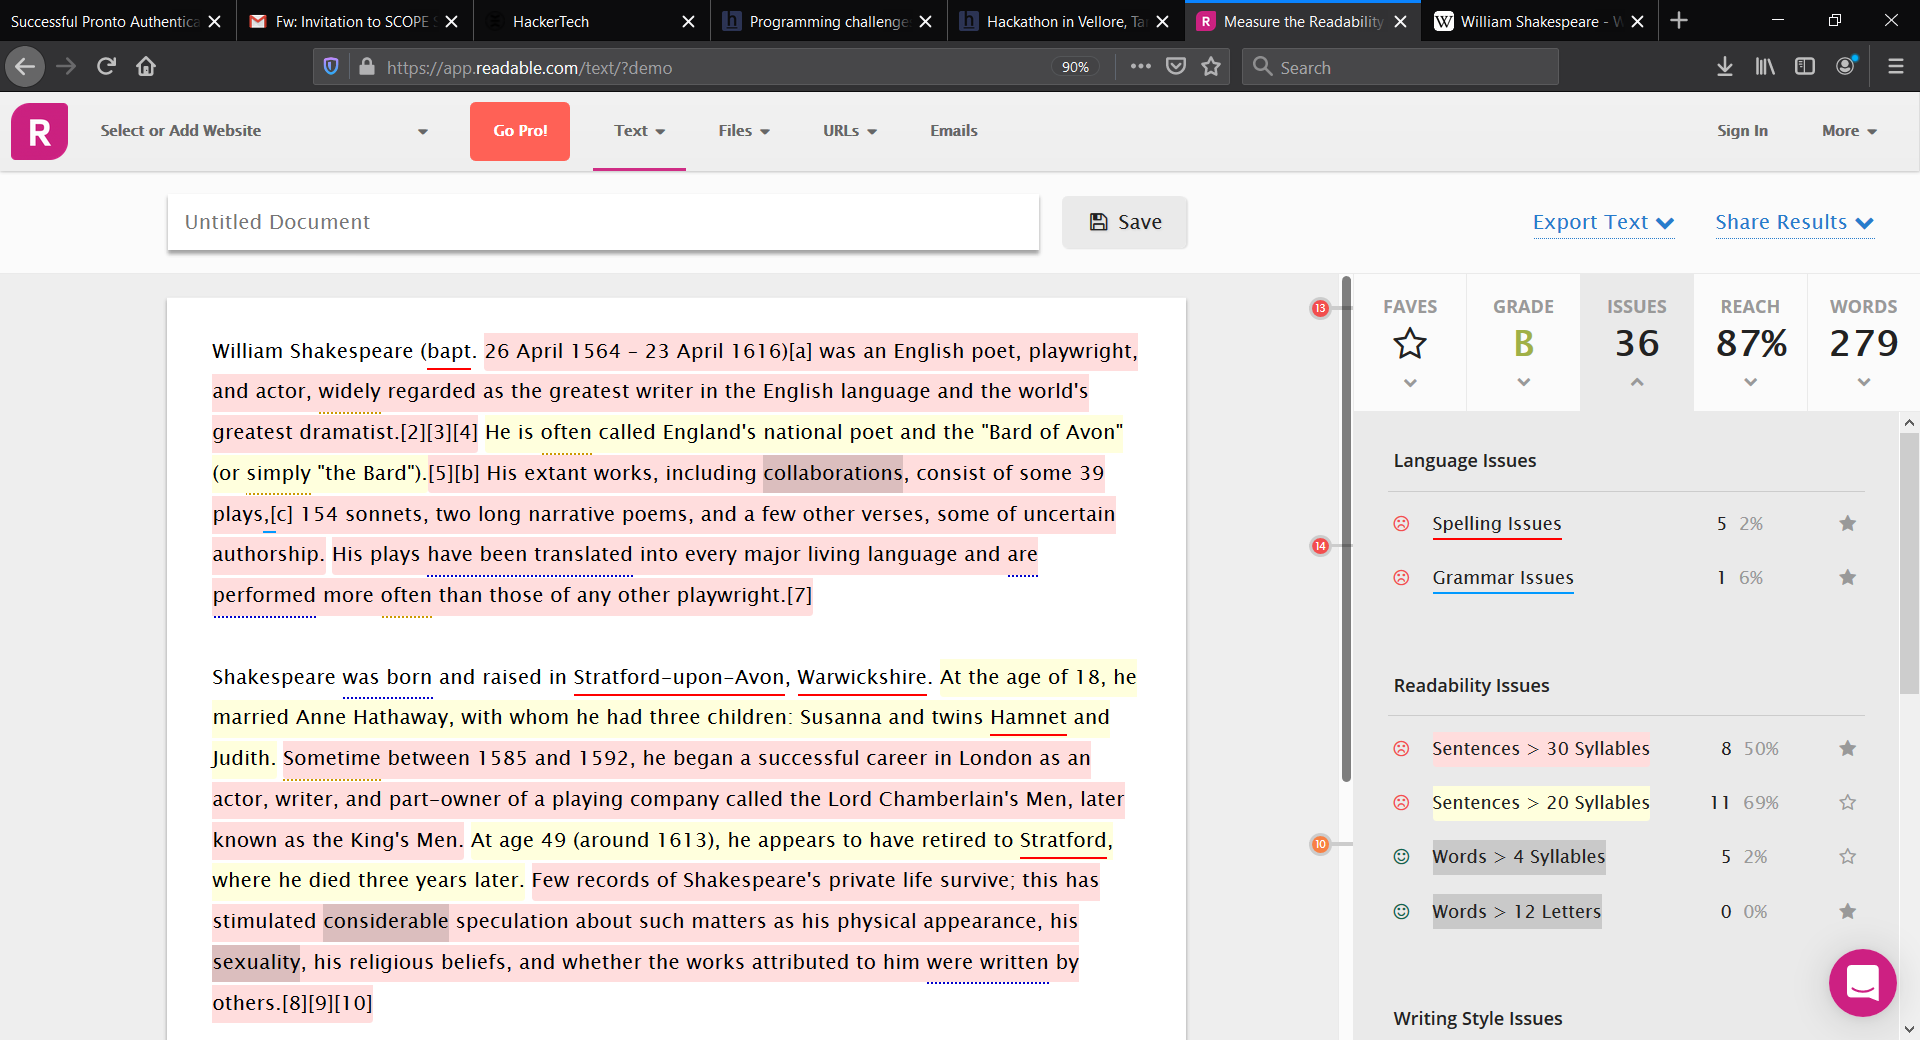 Successful Pronto Authentica
Fw: Invitation to SCOPE
HackerTech
Programming challenge
Hackathon in Vellore, Ta
Measure the Readability
William Shakespeare - W
https://app.readable.com/text/?demo
90%
Search
R
Select or Add Website
Go Pro!
Text
Files
URLs
Emails
Sign In
More
Untitled Document
Save
Export Text
Share Results
William Shakespeare (bapt. 26 April 1564 – 23 April 1616)[a] was an English poet, playwright,
and actor, widely regarded as the greatest writer in the English language and the world's
greatest dramatist.[2][3][4] He is often called England's national poet and the "Bard of Avon"
(or simply "the Bard").[5][b] His extant works, including collaborations, consist of some 39
plays,[c] 154 sonnets, two long narrative poems, and a few other verses, some of uncertain
authorship. His plays have been translated into every major living language and are
performed more often than those of any other playwright.[7]
Shakespeare was born and raised in Stratford-upon-Avon, Warwickshire. At the age of 18, he
married Anne Hathaway, with whom he had three children: Susanna and twins Hamnet and
Judith. Sometime between 1585 and 1592, he began a successful career in London as an
actor, writer, and part-owner of a playing company called the Lord Chamberlain's Men, later
known as the King's Men. At age 49 (around 1613), he appears to have retired to Stratford,
where he died three years later. Few records of Shakespeare's private life survive; this has
stimulated considerable speculation about such matters as his physical appearance, his
sexuality, his religious beliefs, and whether the works attributed to him were written by
others.[8][9][10]
13
14
10
FAVES
GRADE
B
ISSUES
36
REACH
87%
WORDS
279
Language Issues
Spelling Issues 5 2%
Grammar Issues 1 6%
Readability Issues
Sentences > 30 Syllables 8 50%
Sentences > 20 Syllables 11 69%
Words > 4 Syllables 5 2%
Words > 12 Letters 0 0%
Writing Style Issues